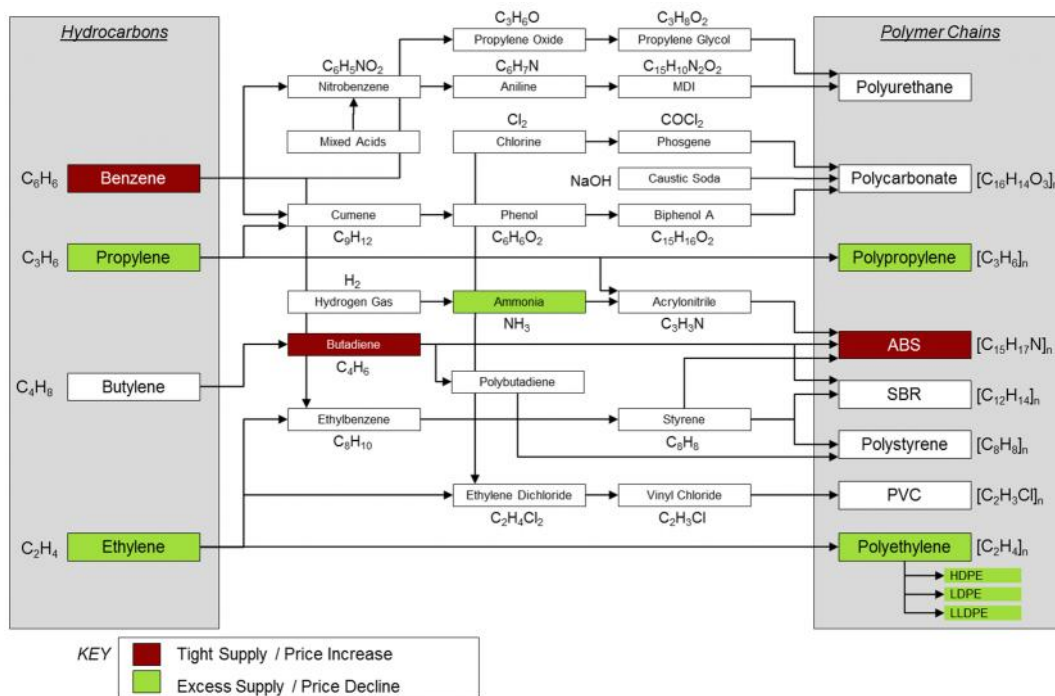 Hydrocarbons
Polymer Chains
C₃H₆O
C₃H₈O₂
Propylene Oxide
Propylene Glycol
C₆H₅NO₂
C₆H₇N
C₁₅H₁₀N₂O₂
Nitrobenzene
Aniline
MDI
Polyurethane
Cl₂
COCl₂
Mixed Acids
Chlorine
Phosgene
C₆H₆
Benzene
NaOH
Caustic Soda
Polycarbonate
[C₁₆H₁₄O₃]n
Cumene
Phenol
Biphenol A
C₉H₁₂
C₆H₆O₂
C₁₅H₁₆O₂
C₃H₆
Propylene
Polypropylene
[C₃H₆]n
H₂
Hydrogen Gas
Ammonia
Acrylonitrile
NH₃
C₃H₃N
Butadiene
ABS
[C₁₅H₁₇N]n
C₄H₆
C₄H₈
Butylene
Polybutadiene
SBR
[C₁₂H₁₄]n
Ethylbenzene
Styrene
C₈H₁₀
C₈H₈
Polystyrene
[C₈H₈]n
Ethylene Dichloride
Vinyl Chloride
PVC
[C₂H₃Cl]n
C₂H₄Cl₂
C₂H₃Cl
C₂H₄
Ethylene
Polyethylene
[C₂H₄]n
HDPE
LDPE
LLDPE
KEY
Tight Supply / Price Increase
Excess Supply / Price Decline